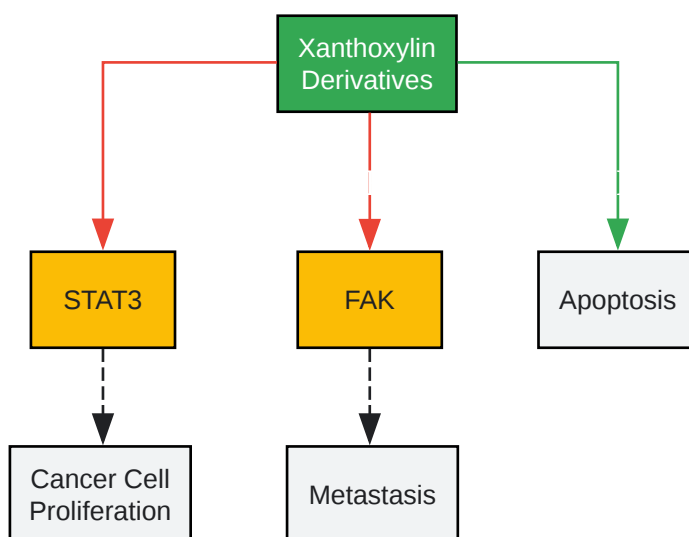 Xanthoxylin
Derivatives
STAT3
FAK
Apoptosis
Cancer Cell
Proliferation
Metastasis